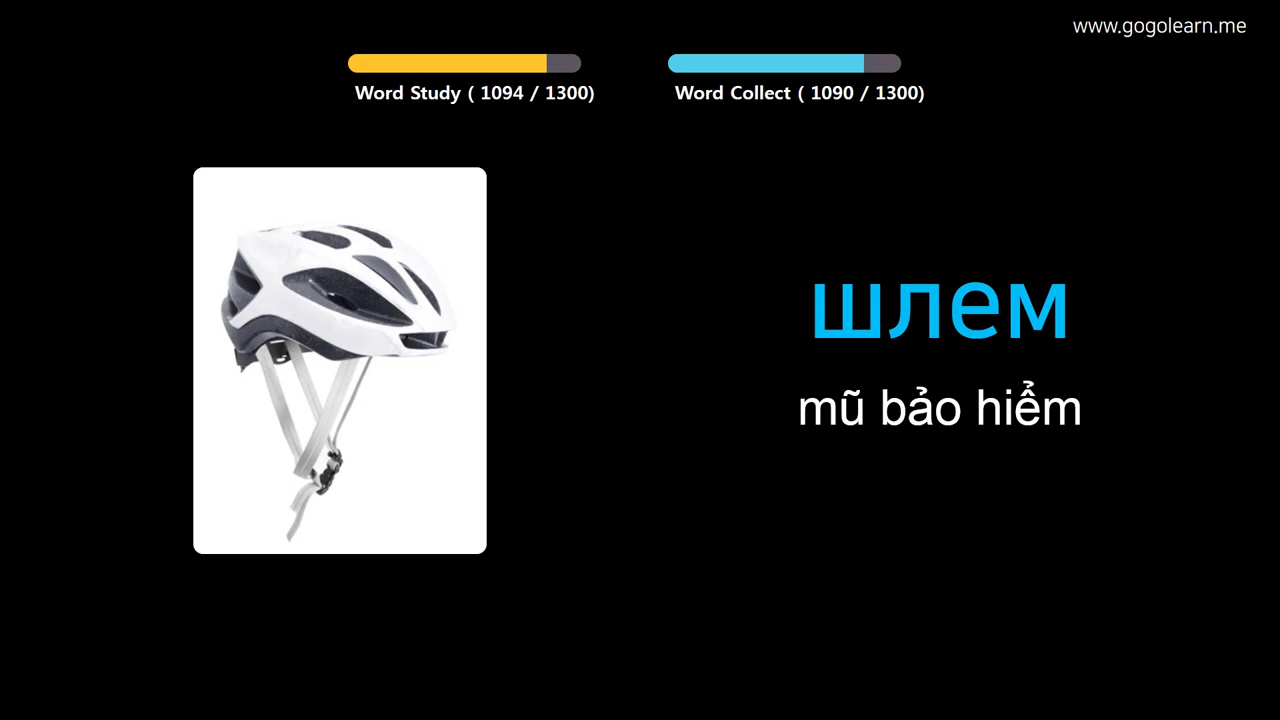 www.gogolearn.me
Word Study ( 1094 / 1300)
Word Collect ( 1090 / 1300)
шлем
mũ bảo hiểm